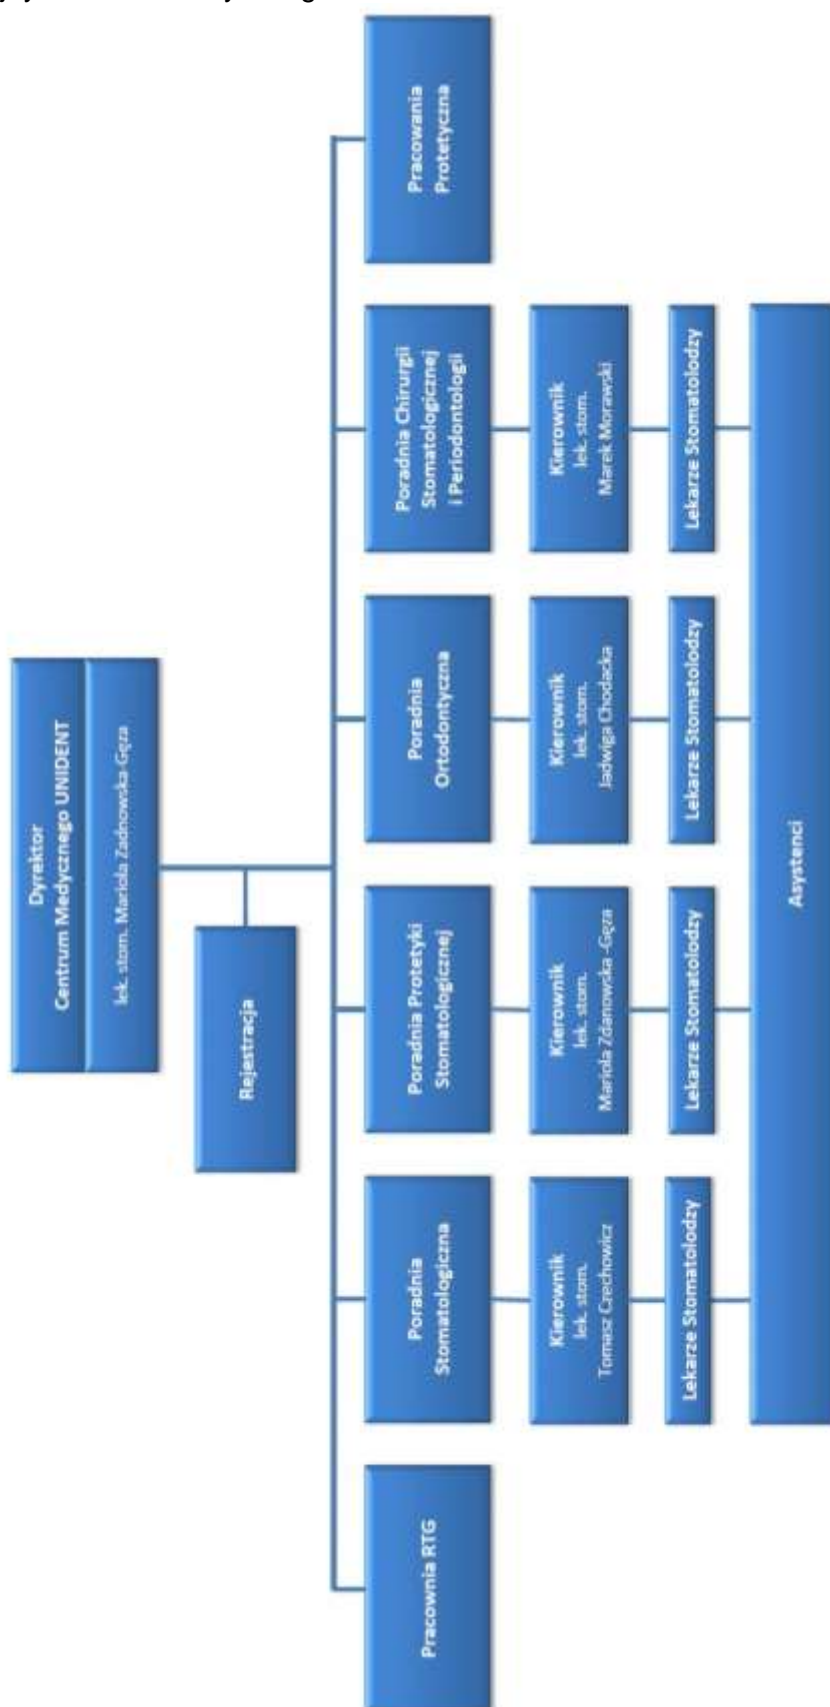 Dyrektor
Centrum Medycznego UNIDENT
lek. stom. Mariola Zadnowska-Gęza
Rejestracja
Pracownia RTG
Poradnia
Stomatologiczna
Poradnia Protetyki
Stomatologicznej
Poradnia
Ortodontyczna
Poradnia Chirurgii
Stomatologicznej
i Periodontologii
Pracowania
Protetyczna
Kierownik
lek. stom.
Tomasz Czechowicz
Kierownik
lek. stom.
Mariola Zdanowska -Gęza
Kierownik
lek. stom.
Jadwiga Chodacka
Kierownik
lek. stom.
Marek Morawski
Lekarze Stomatolodzy
Lekarze Stomatolodzy
Lekarze Stomatolodzy
Lekarze Stomatolodzy
Asystenci